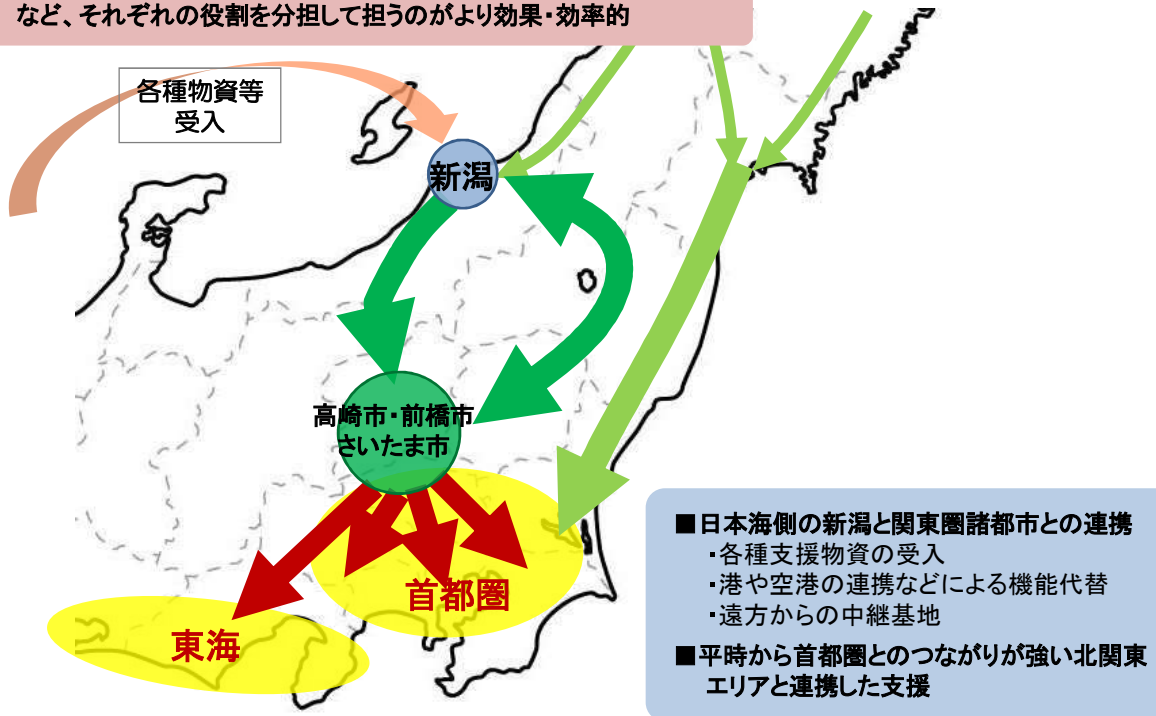 など、それぞれの役割を分担して担うのがより効果・効率的
各種物資等
受入
新潟
高崎市・前橋市
さいたま市
首都圏
東海
■日本海側の新潟と関東圏諸都市との連携
・各種支援物資の受入
・港や空港の連携などによる機能代替
・遠方からの中継基地
■平時から首都圏とのつながりが強い北関東
エリアと連携した支援